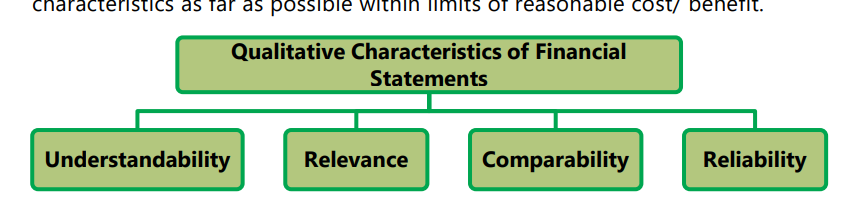 characteristics as far as possible within limits of reasonable cost/ benefit.
Qualitative Characteristics of Financial
Statements
Understandability
Relevance
Comparability
Reliability